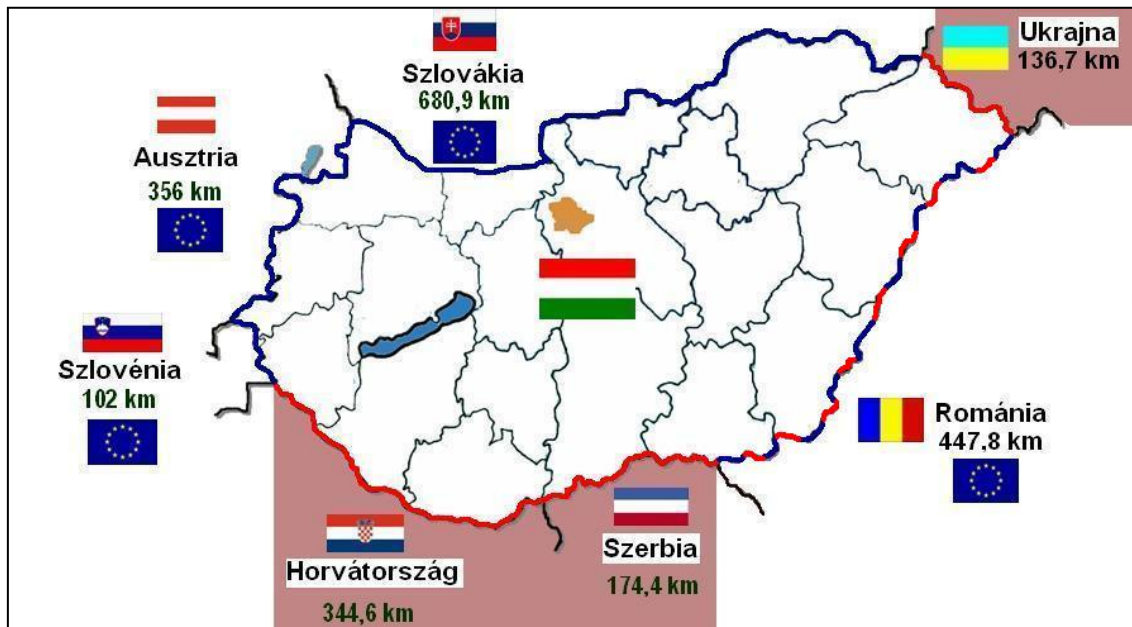 Ukrajna
136,7 km
Szlovákia
680,9 km
Ausztria
356 km
Szlovénia
102 km
Románia
447,8 km
Horvátország
344,6 km
Szerbia
174,4 km